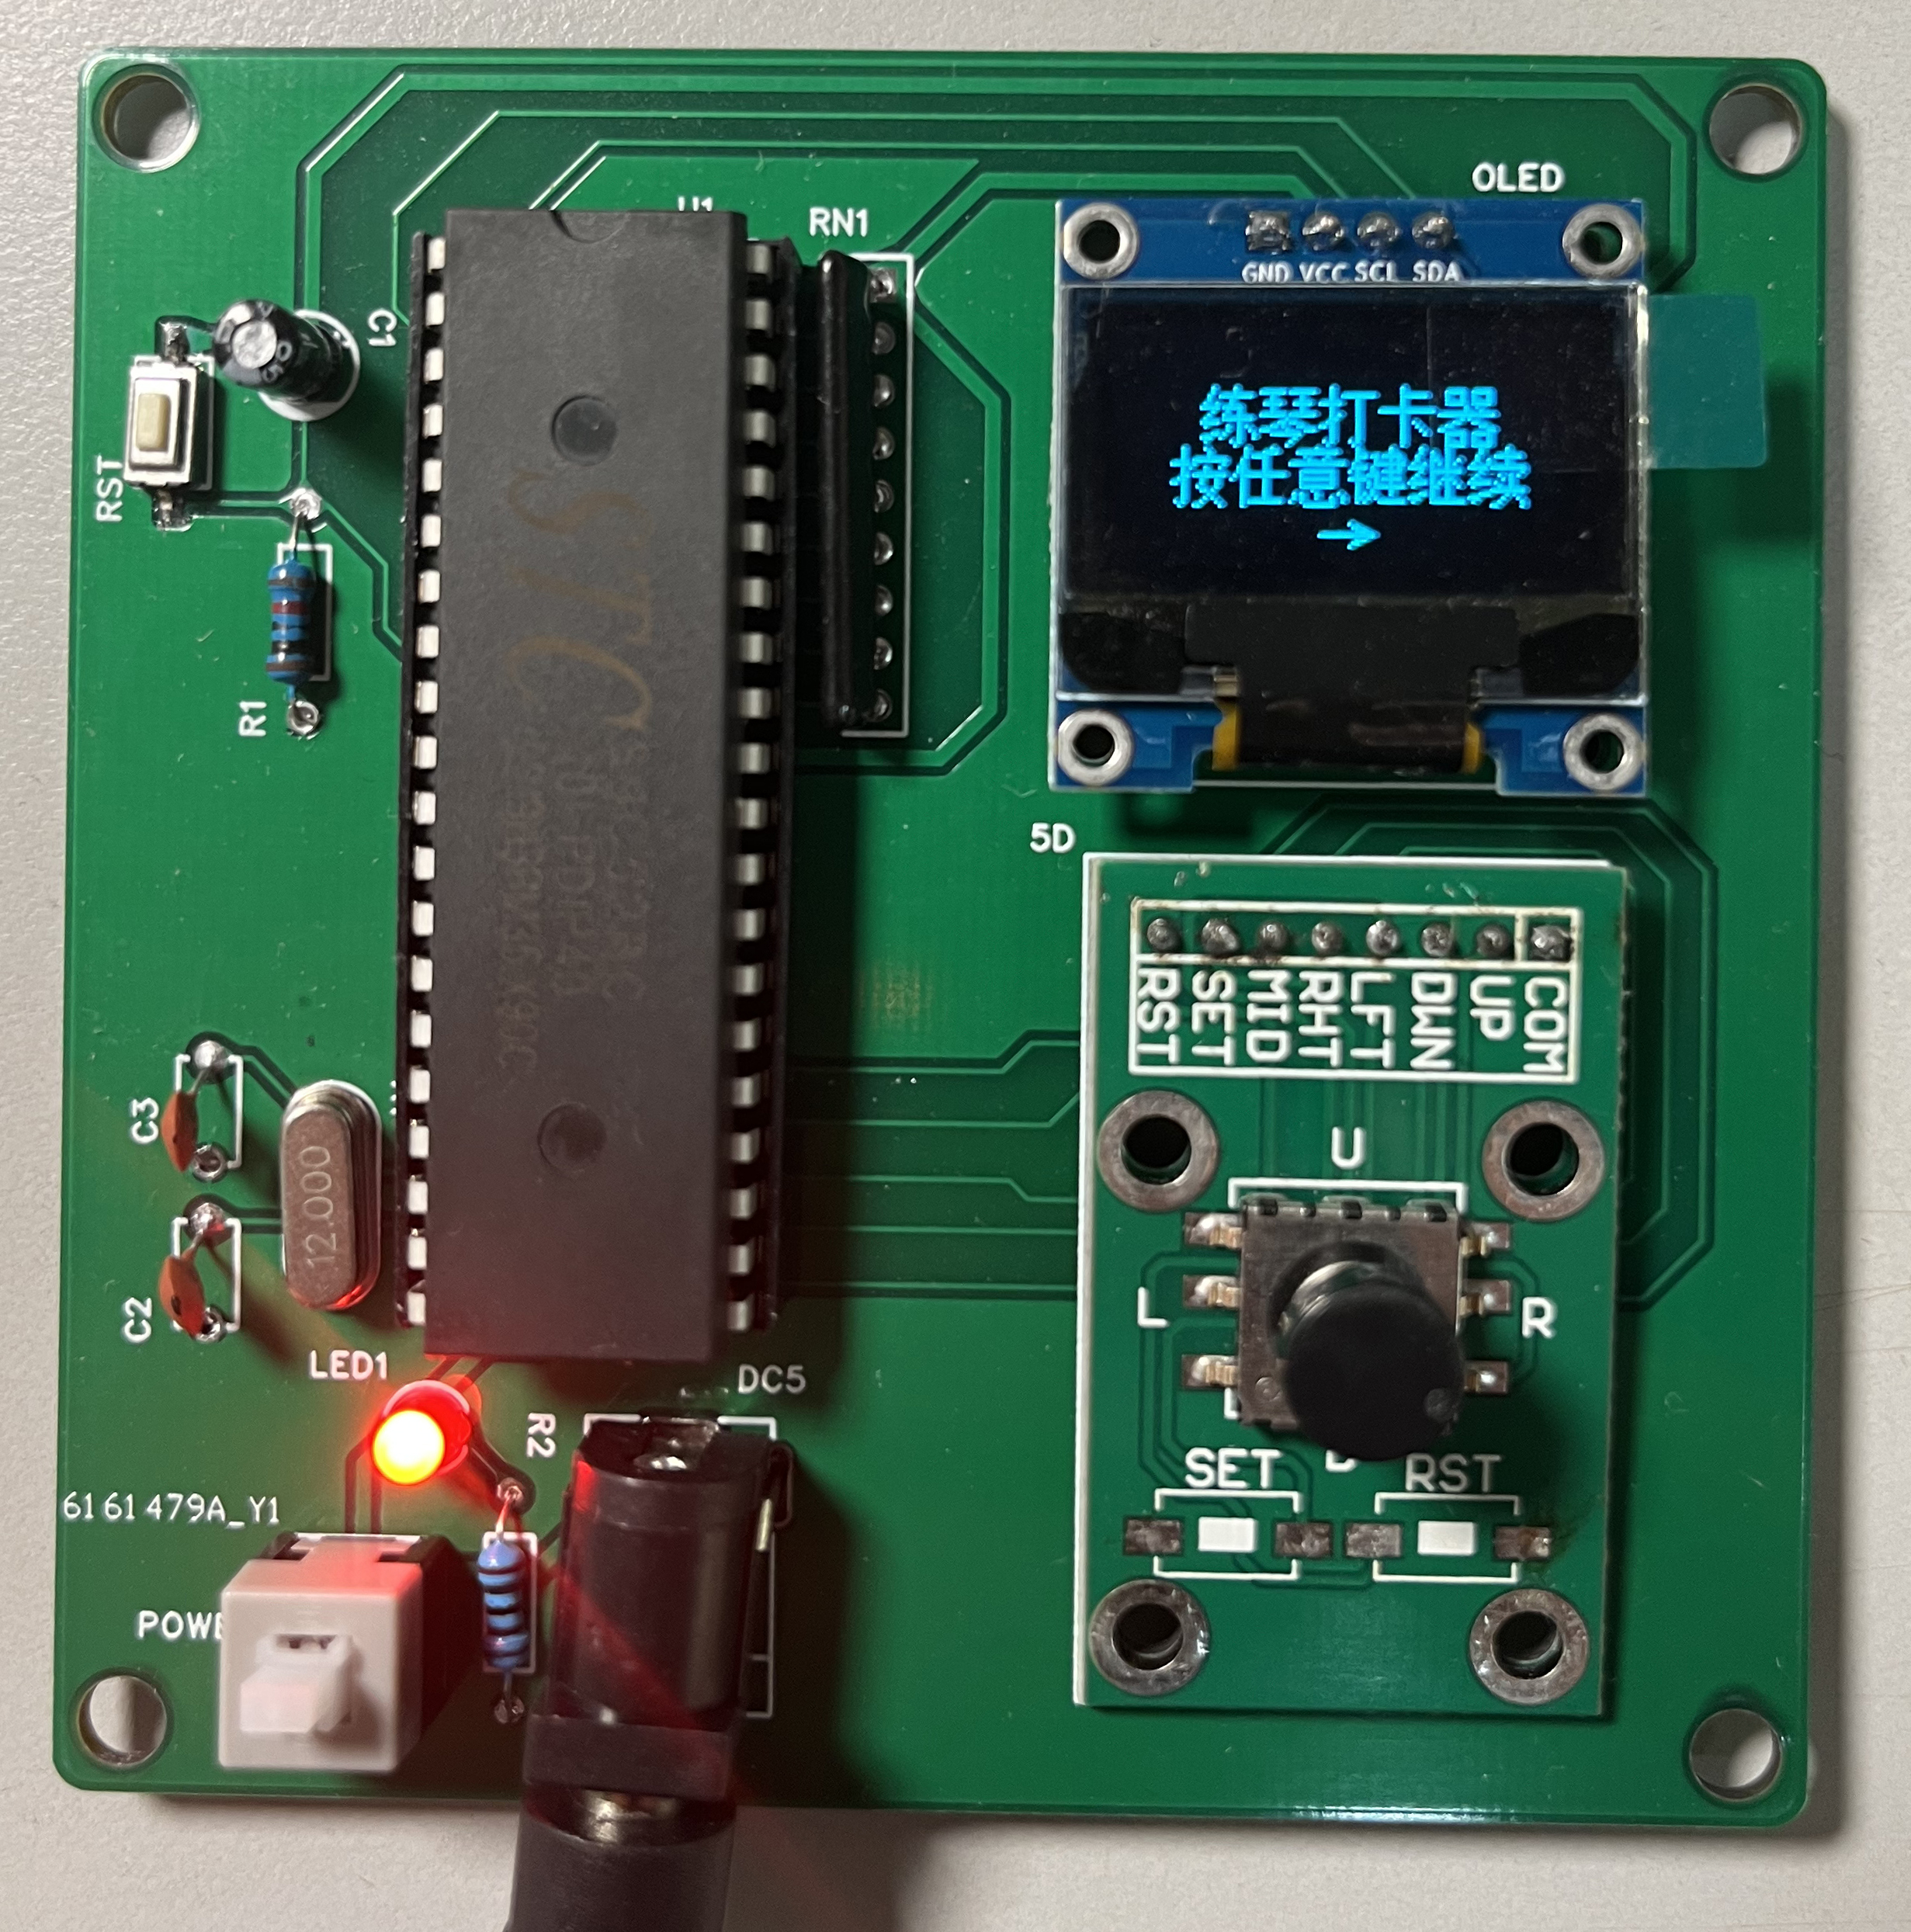 OLED
U1
RN1
GND VCC SCL SDA
C1
练琴打卡器
按任意键继续
→
RST
STC
R1
5D
COM
UP
DWN
LFT
RHT
MID
SET
RST
C3
12.000
U
C2
L
R
LED1
DC5
R2
SET
RST
6161479A_Y1